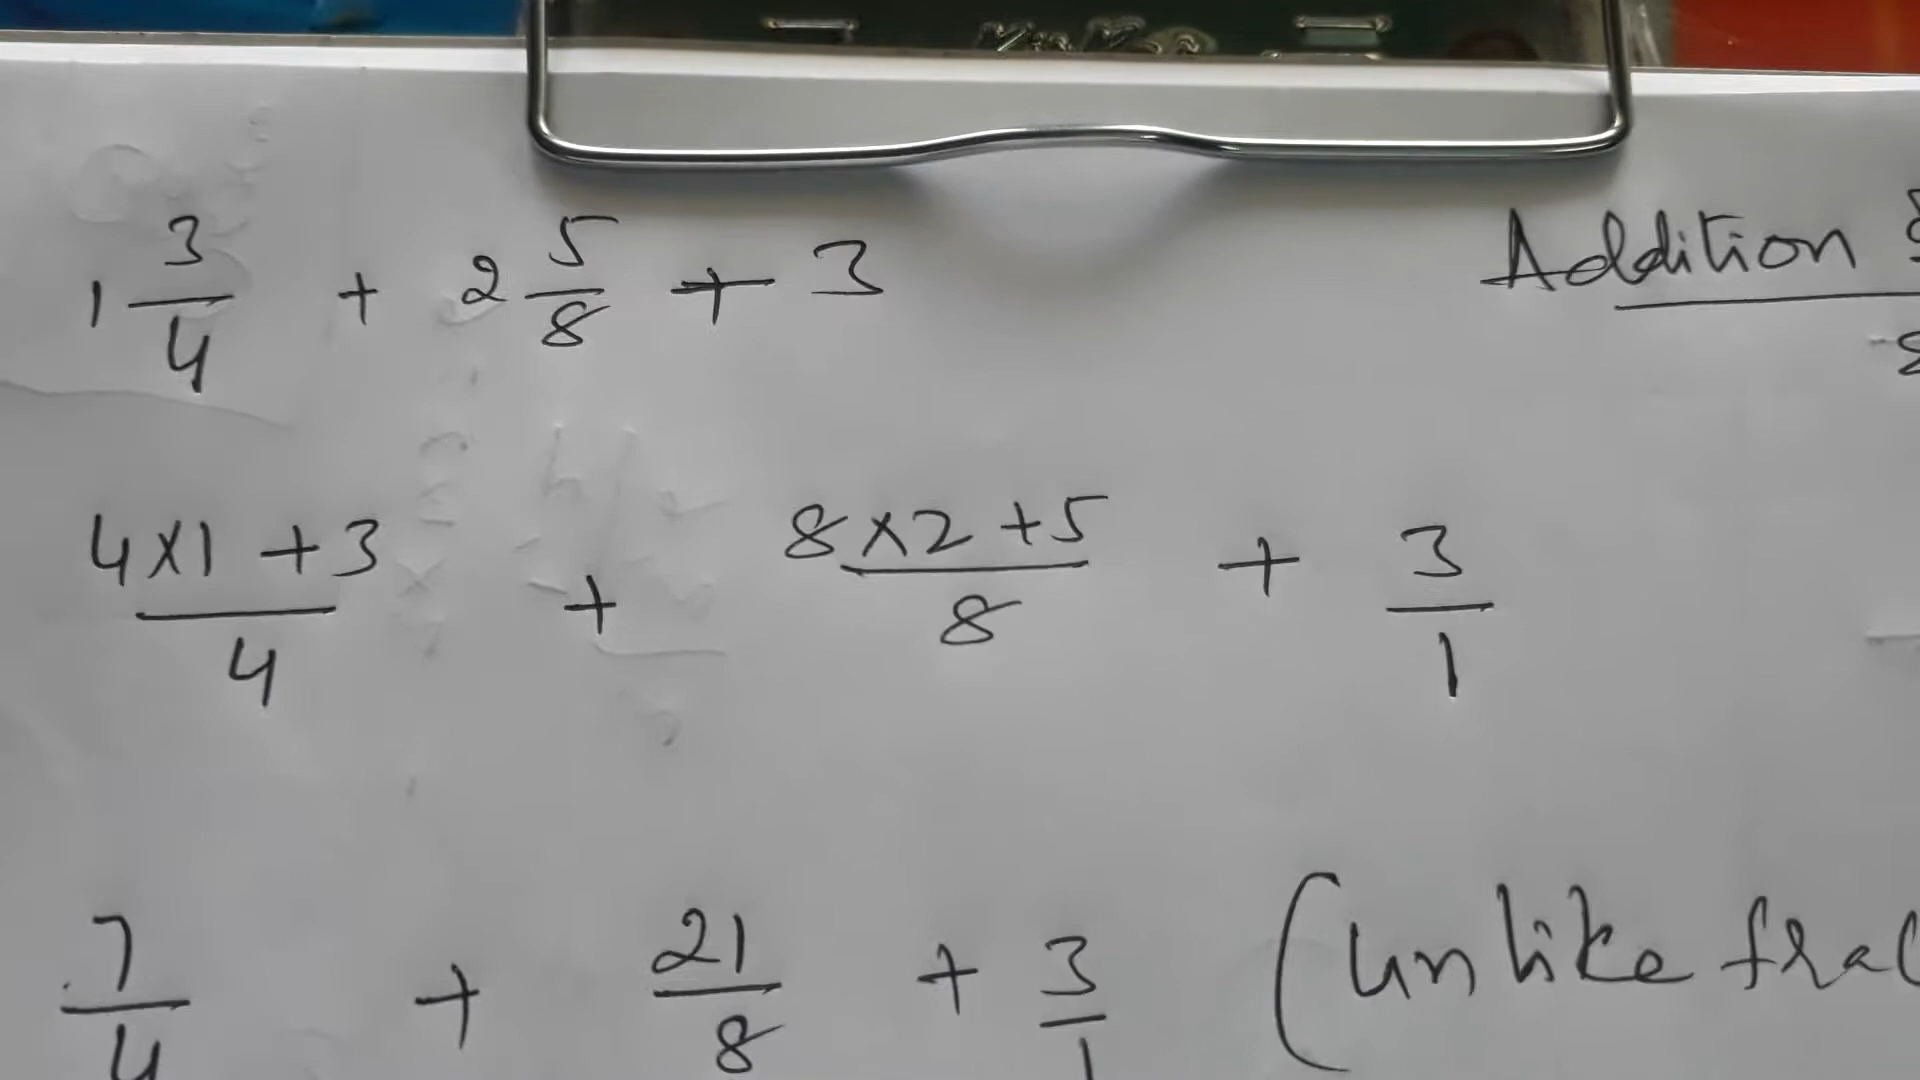 1 3/4 + 2 5/8 + 3
Addition
4×1+3/4 + 8×2+5/8 + 3/1
7/4 + 21/8 + 3/1 (unlike frac